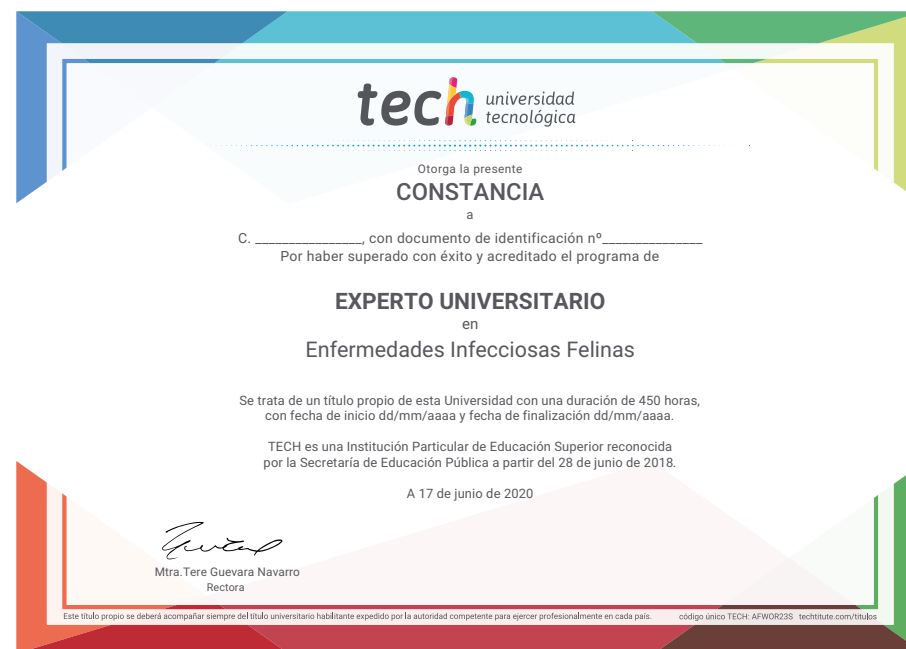 tech universidad
tecnológica
Otorga la presente
CONSTANCIA
a
C. ________________, con documento de identificación nº_______________
Por haber superado con éxito y acreditado el programa de
EXPERTO UNIVERSITARIO
en
Enfermedades Infecciosas Felinas
Se trata de un título propio de esta Universidad con una duración de 450 horas,
con fecha de inicio dd/mm/aaaa y fecha de finalización dd/mm/aaaa.
TECH es una Institución Particular de Educación Superior reconocida
por la Secretaría de Educación Pública a partir del 28 de junio de 2018.
A 17 de junio de 2020
Mtra.Tere Guevara Navarro
Rectora
Este título propio se deberá acompañar siempre del título universitario habilitante expedido por la autoridad competente para ejercer profesionalmente en cada país. código único TECH: AFWOR23S techtitute.com/titulos